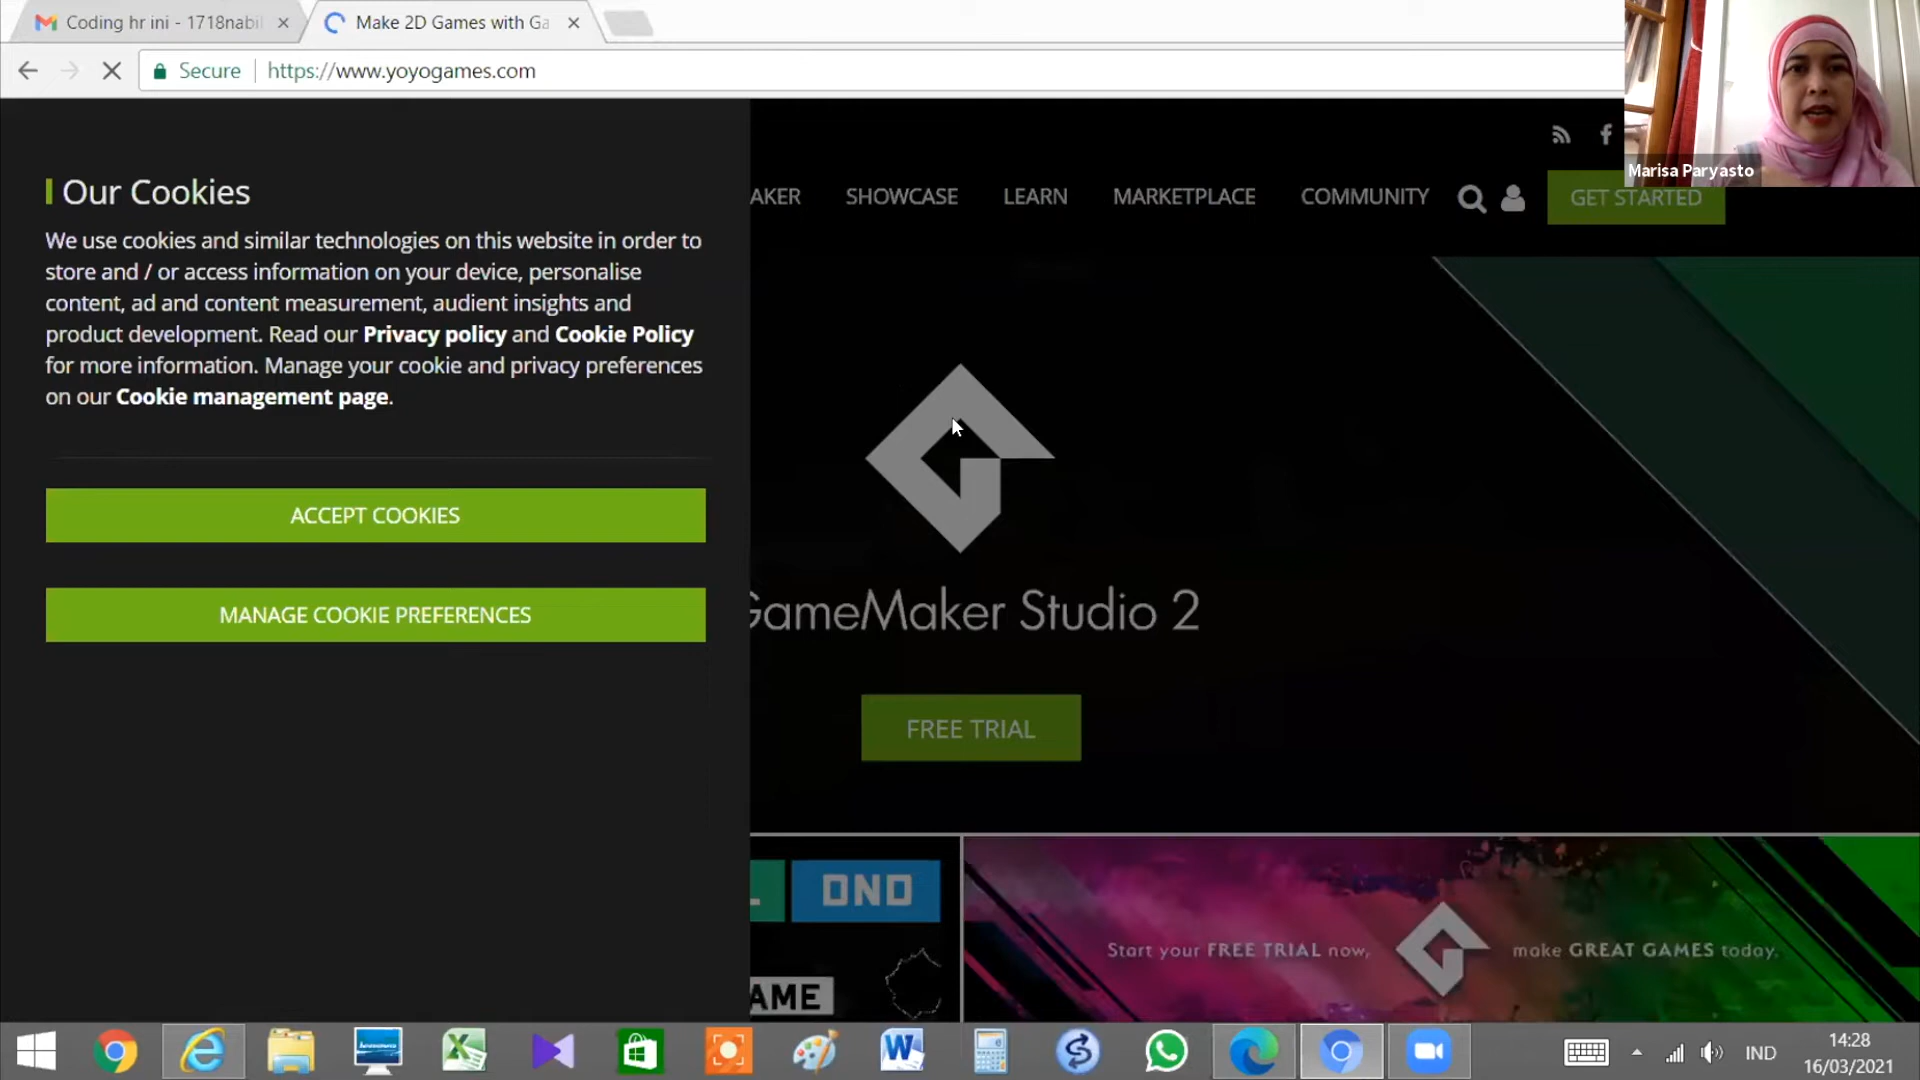 Coding hr ini - 1718nabil
Make 2D Games with Ga
Secure
https://www.yoyogames.com
Marisa Paryasto
AKER
SHOWCASE
LEARN
MARKETPLACE
COMMUNITY
GET STARTED
Our Cookies
We use cookies and similar technologies on this website in order to
store and / or access information on your device, personalise
content, ad and content measurement, audient insights and
product development. Read our Privacy policy and Cookie Policy
for more information. Manage your cookie and privacy preferences
on our Cookie management page.
ACCEPT COOKIES
MANAGE COOKIE PREFERENCES
GameMaker Studio 2
FREE TRIAL
L
DND
AME
Start your FREE TRIAL now,
make GREAT GAMES today.
IND
14:28
16/03/2021